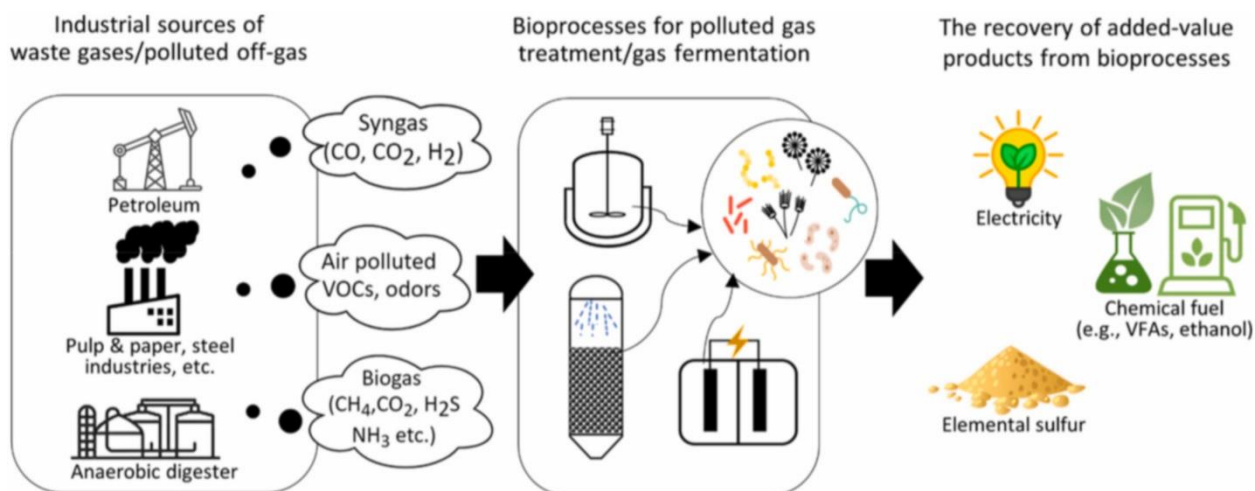 Industrial sources of
waste gases/polluted off-gas
Petroleum
Pulp & paper, steel
industries, etc.
Anaerobic digester
Syngas
(CO, CO₂, H₂)
Air polluted
VOCs, odors
Biogas
(CH₄,CO₂, H₂S
NH₃ etc.)
Bioprocesses for polluted gas
treatment/gas fermentation
The recovery of added-value
products from bioprocesses
Electricity
Chemical fuel
(e.g., VFAs, ethanol)
Elemental sulfur